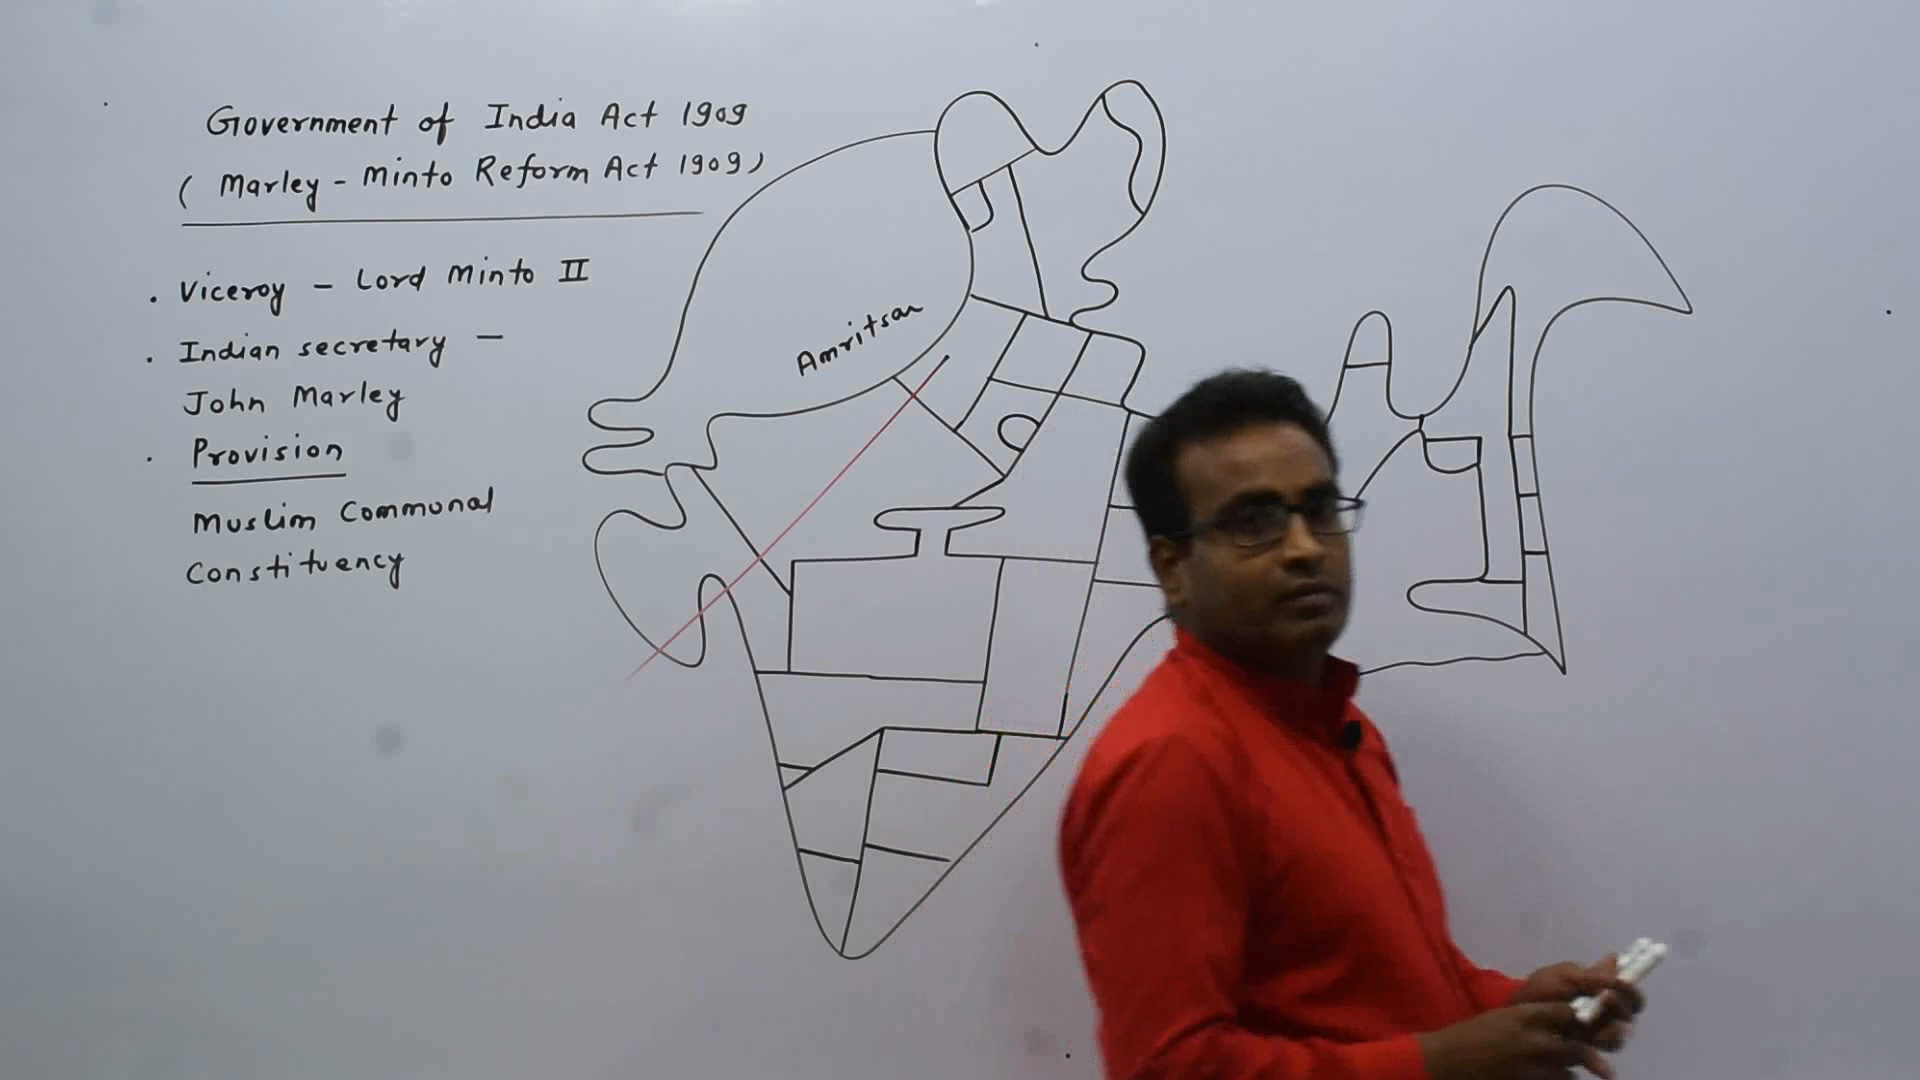 Government of India Act 1909
( Marley - Minto Reform Act 1909)
. Viceroy - Lord Minto II
. Indian secretary -
John Marley
. Provision
Muslim Communal
Constituency
Amritsar